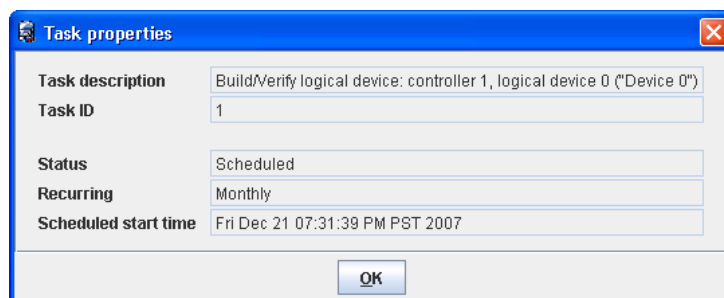 Task properties
Task description Build/Verify logical device: controller 1, logical device 0 ("Device 0")
Task ID 1
Status Scheduled
Recurring Monthly
Scheduled start time Fri Dec 21 07:31:39 PM PST 2007
OK